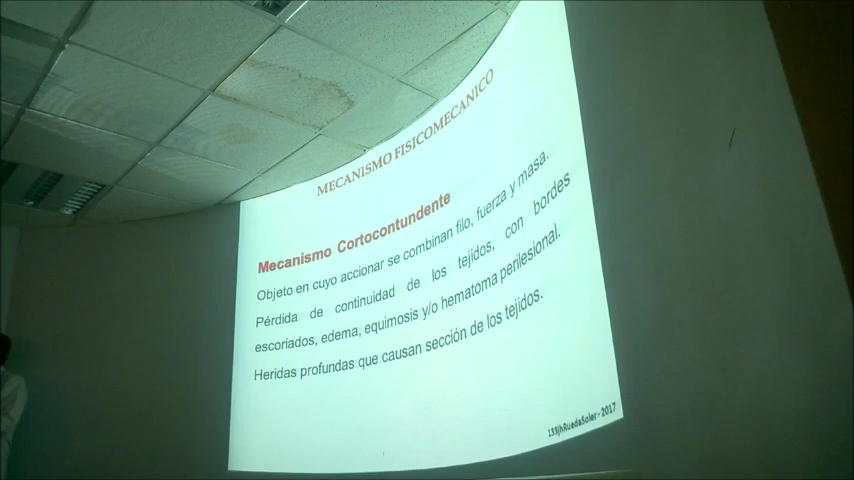 MECANISMO FISICOMECANICO
Mecanismo Cortocontundente
Objeto en cuyo accionar se combinan filo, fuerza y masa.
Pérdida de continuidad de los tejidos, con bordes
escoriados, edema, equimosis y/o hematoma perilesional.
Heridas profundas que causan sección de los tejidos.
133JhRuedaSoler - 2017